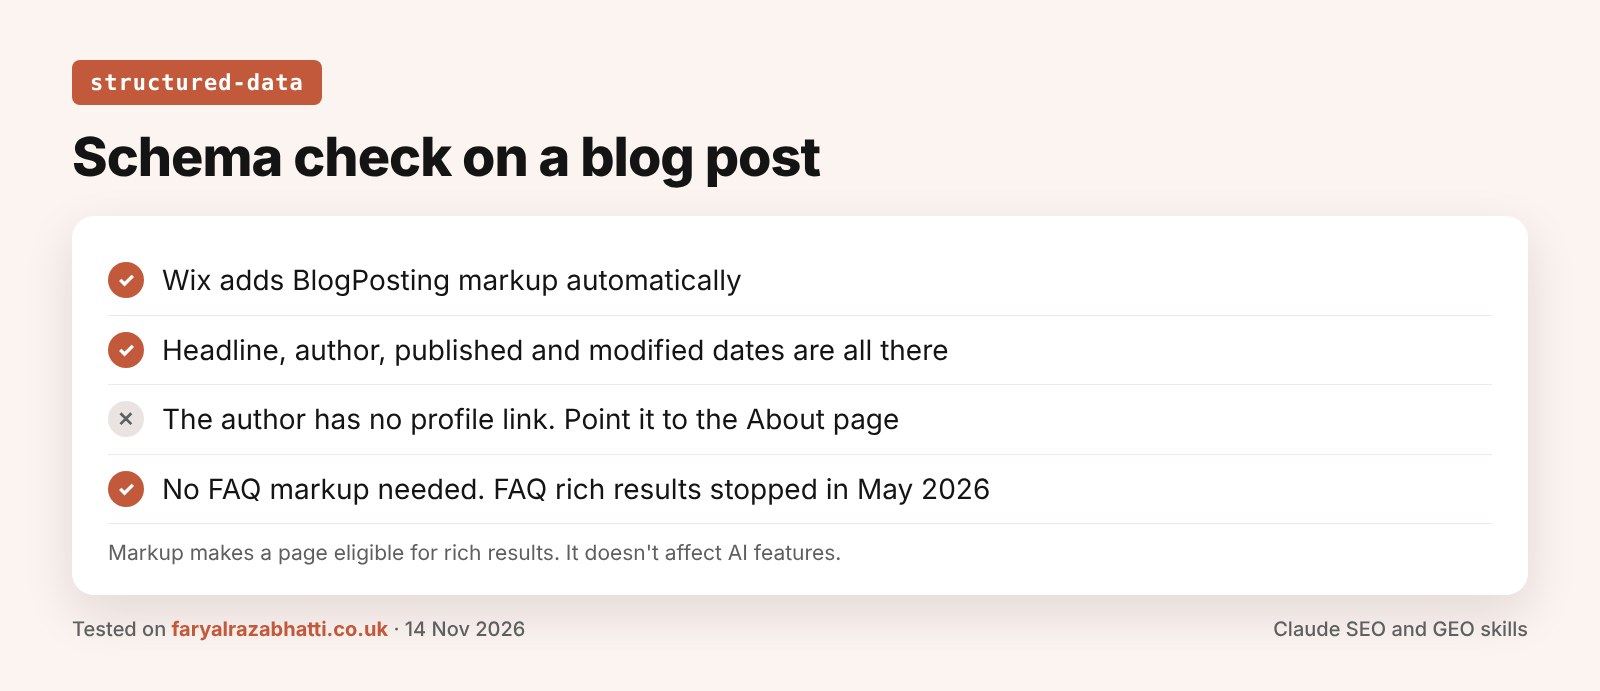 structured-data
Schema check on a blog post
Wix adds BlogPosting markup automatically
Headline, author, published and modified dates are all there
The author has no profile link. Point it to the About page
No FAQ markup needed. FAQ rich results stopped in May 2026
Markup makes a page eligible for rich results. It doesn't affect AI features.
Tested on faryalrazabhatti.co.uk · 14 Nov 2026
Claude SEO and GEO skills